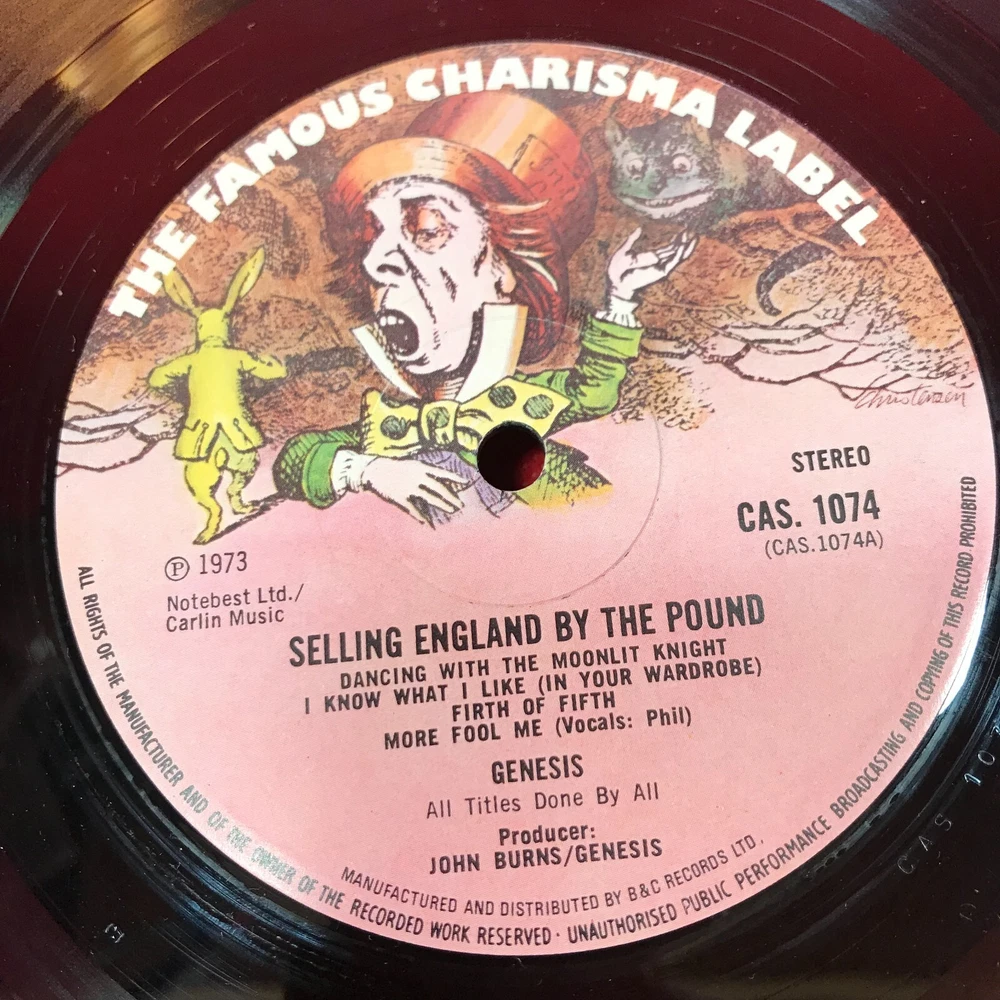 THE FAMOUS CHARISMA LABEL
Christensen
STEREO
CAS. 1074
(CAS.1074A)
℗ 1973
Notebest Ltd./
Carlin Music
SELLING ENGLAND BY THE POUND
DANCING WITH THE MOONLIT KNIGHT
I KNOW WHAT I LIKE (IN YOUR WARDROBE)
FIRTH OF FIFTH
MORE FOOL ME (Vocals: Phil)
GENESIS
All Titles Done By All
Producer:
JOHN BURNS/GENESIS
MANUFACTURED AND DISTRIBUTED BY B&C RECORDS LTD.
ALL RIGHTS OF THE MANUFACTURER AND OF THE OWNER OF THE RECORDED WORK RESERVED · UNAUTHORISED PUBLIC PERFORMANCE BROADCASTING AND COPYING OF THIS RECORD PROHIBITED
CAS 10